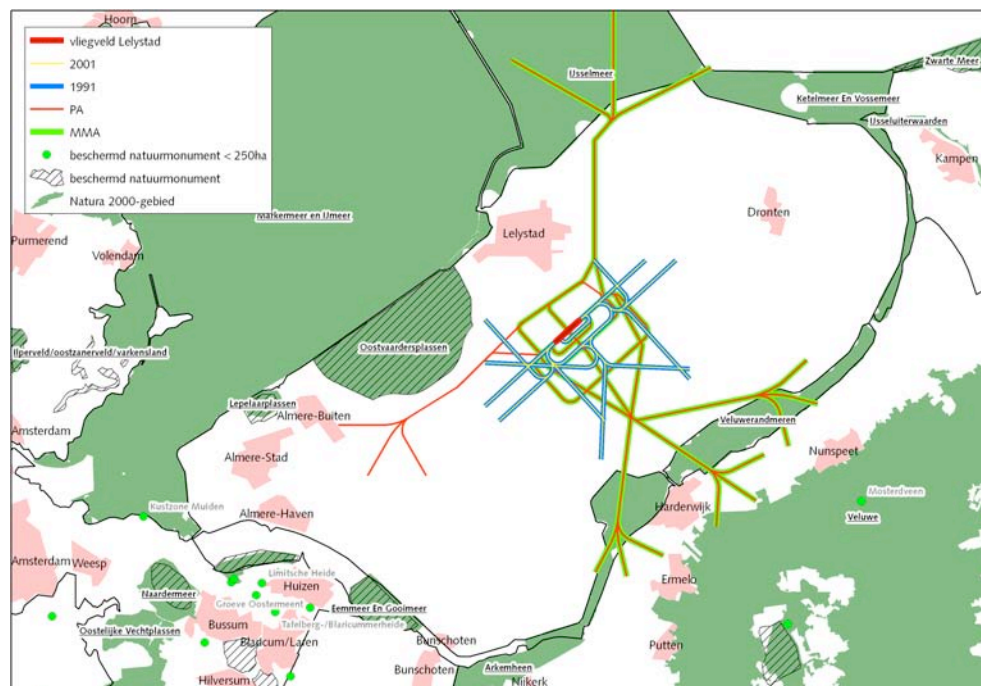 Hoorn
vliegveld Lelystad
2001
1991
PA
MMA
beschermd natuurmonument < 250ha
beschermd natuurmonument
Natura 2000-gebied
IJsselmeer
Zwarte Meer
Ketelmeer En Vossemeer
IJsseluiterwaarden
Kampen
Markermeer en IJmeer
Purmerend
Volendam
Lelystad
Dronten
Ilperveld/oostzanerveld/varkensland
Oostvaardersplassen
Lepelaarplassen
Almere-Buiten
Amsterdam
Almere-Stad
Veluwerandmeren
Nunspeet
Mosterdveen
Veluwe
Kustzone Muiden
Almere-Haven
Harderwijk
Amsterdam
Weesp
Limitsche Heide
Naardermeer
Huizen
Ermelo
Groeve Oostermeent
Eemmeer En Gooimeer
Oostelijke Vechtplassen
Bussum
Tafelberg-/Blaricummerheide
Bladcum/Laren
Bunschoten
Putten
Hilversum
Bunschoten
Arkemheen
Nijkerk